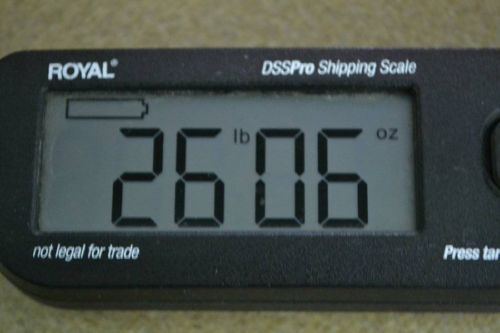 ROYAL® DSSPro Shipping Scale
26 lb 06 oz
not legal for trade Press tar